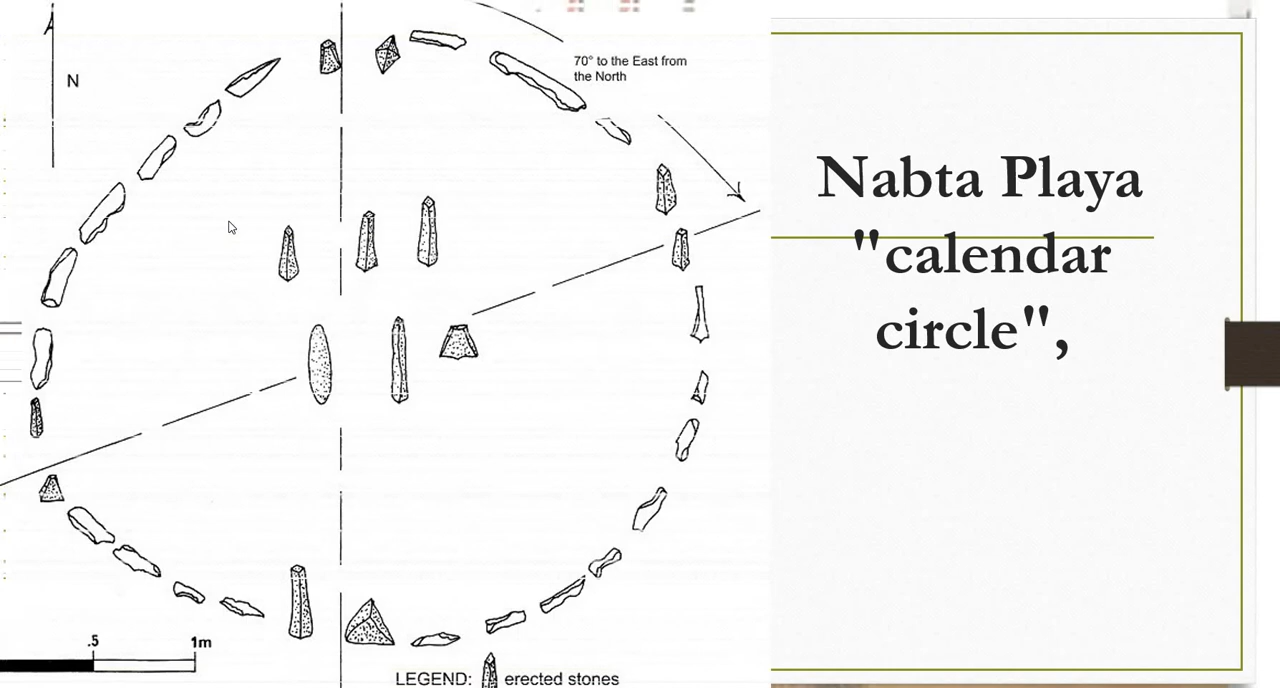 N
70° to the East from
the North
.5
1m
LEGEND:
erected stones
Nabta Playa
"calendar
circle",